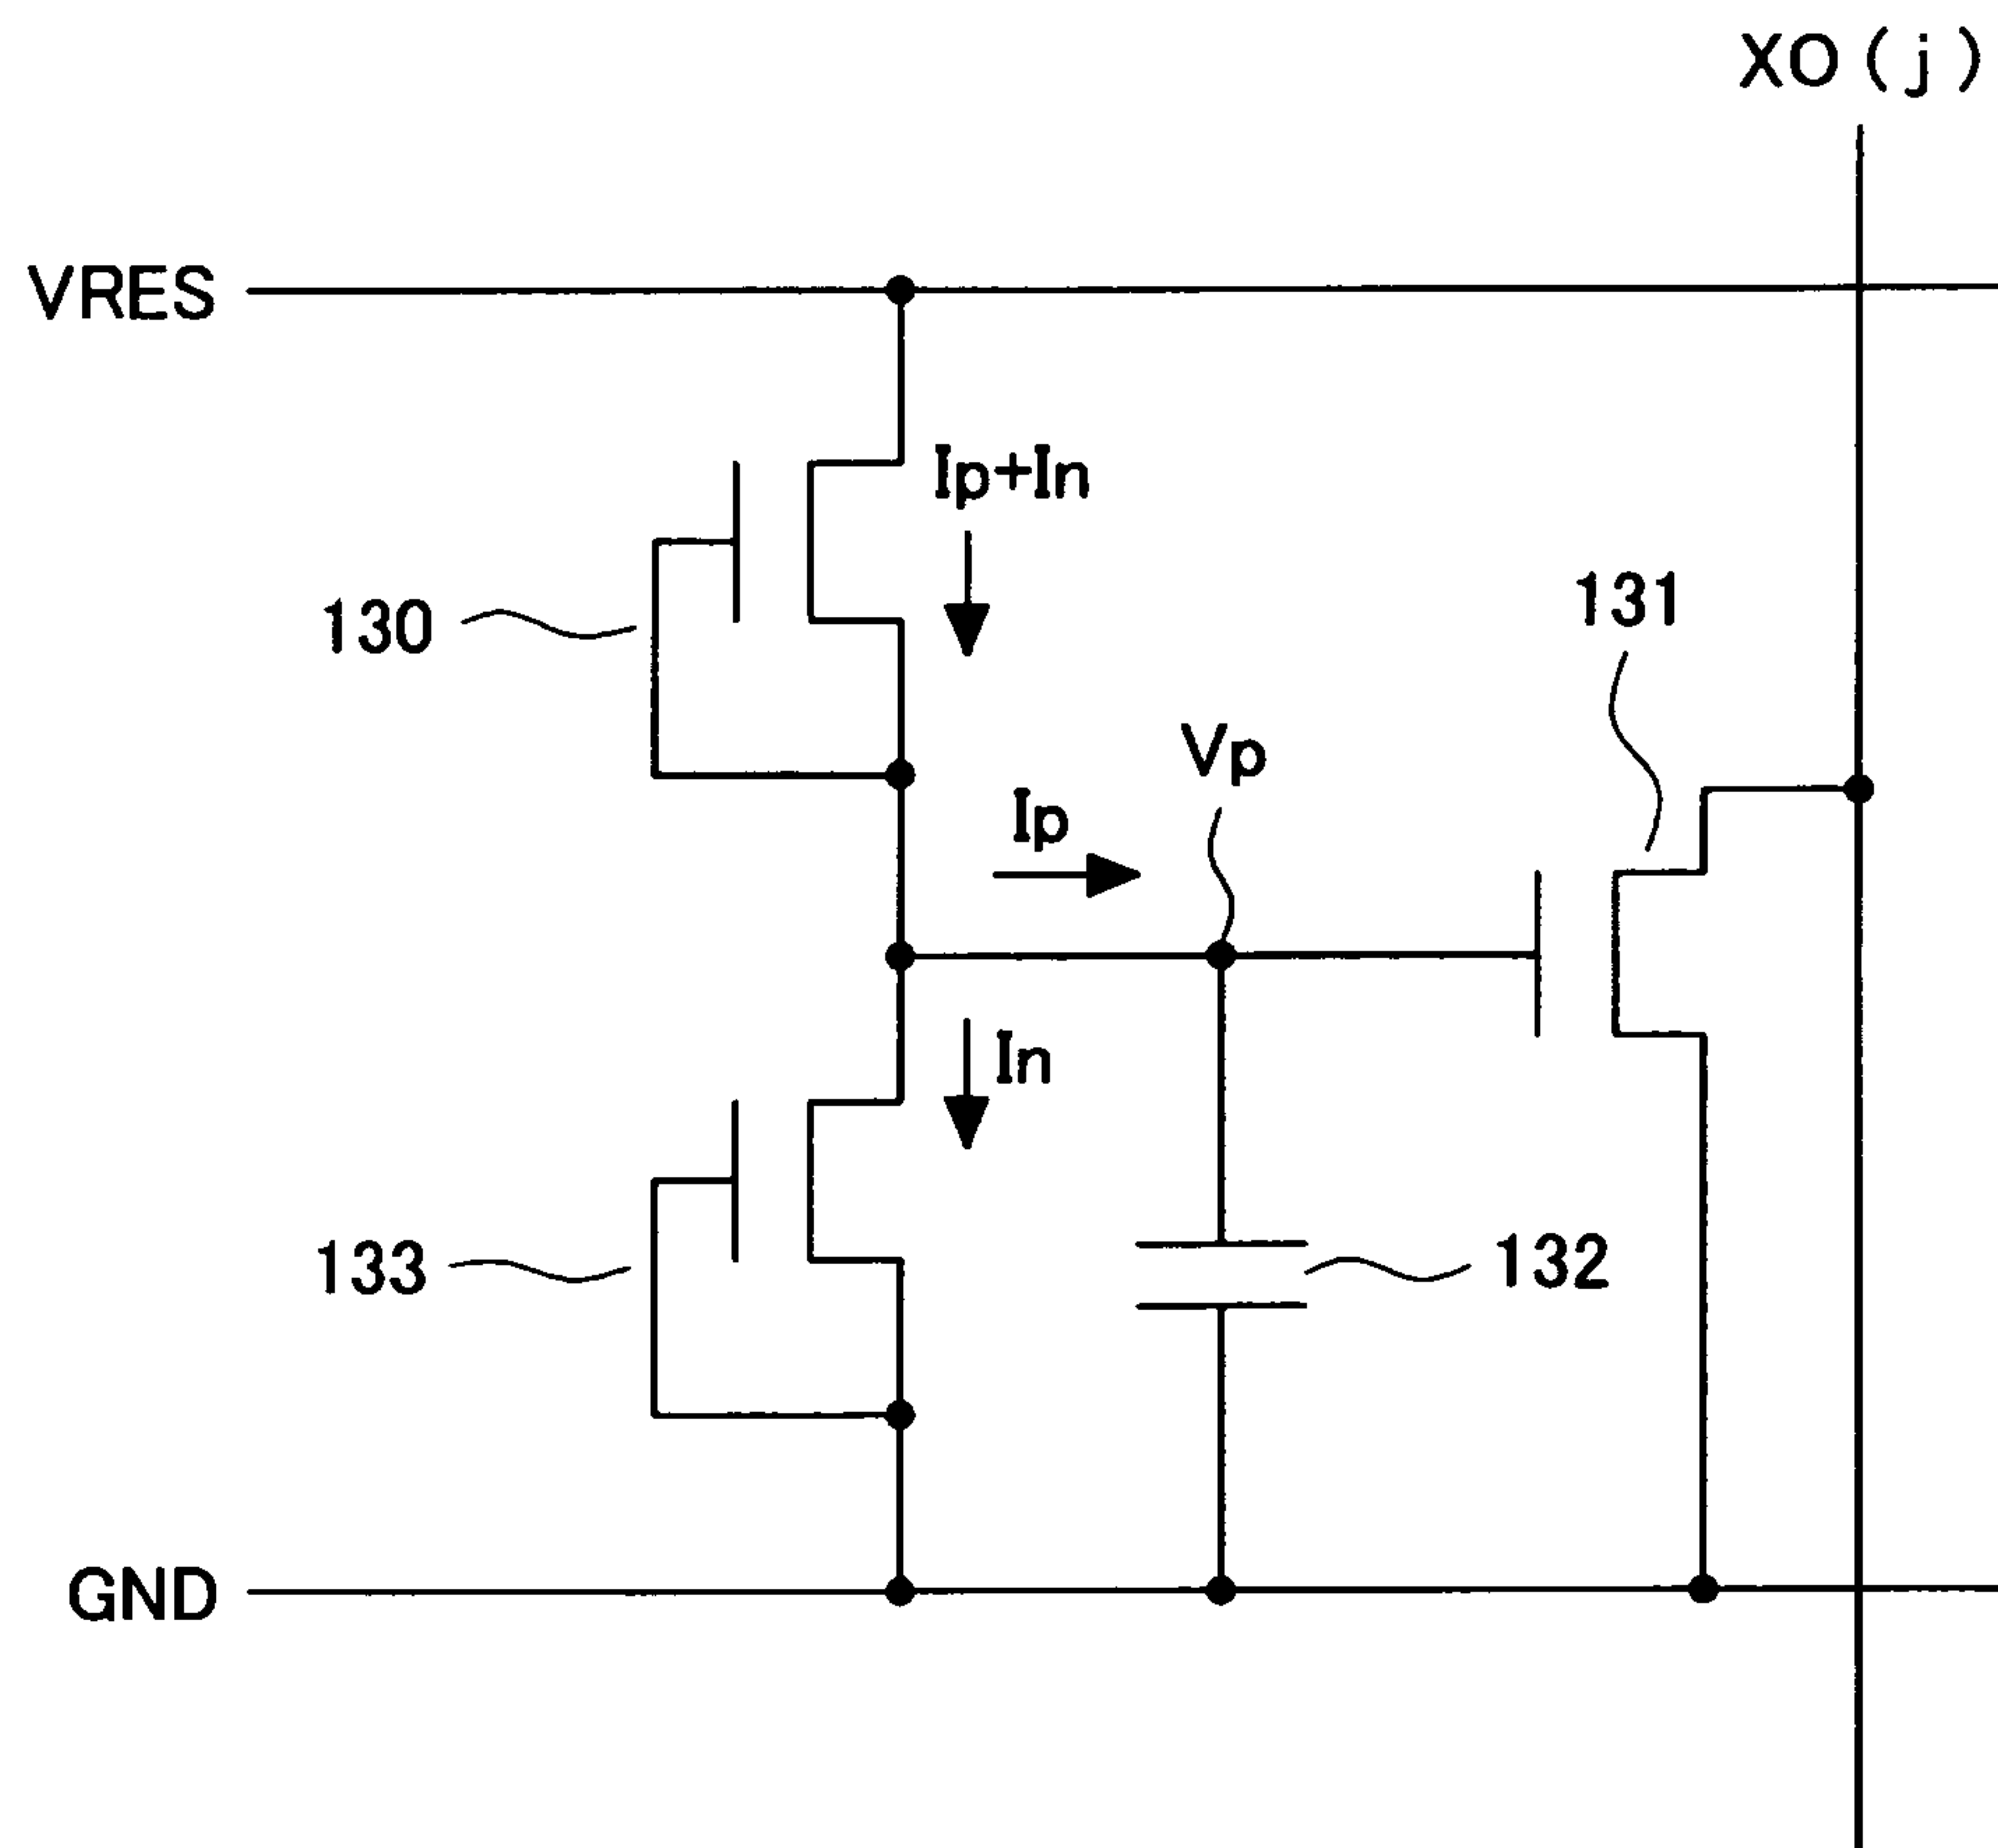 XO(j)
VRES
Ip+In
130
131
Vp
Ip
In
133
132
GND